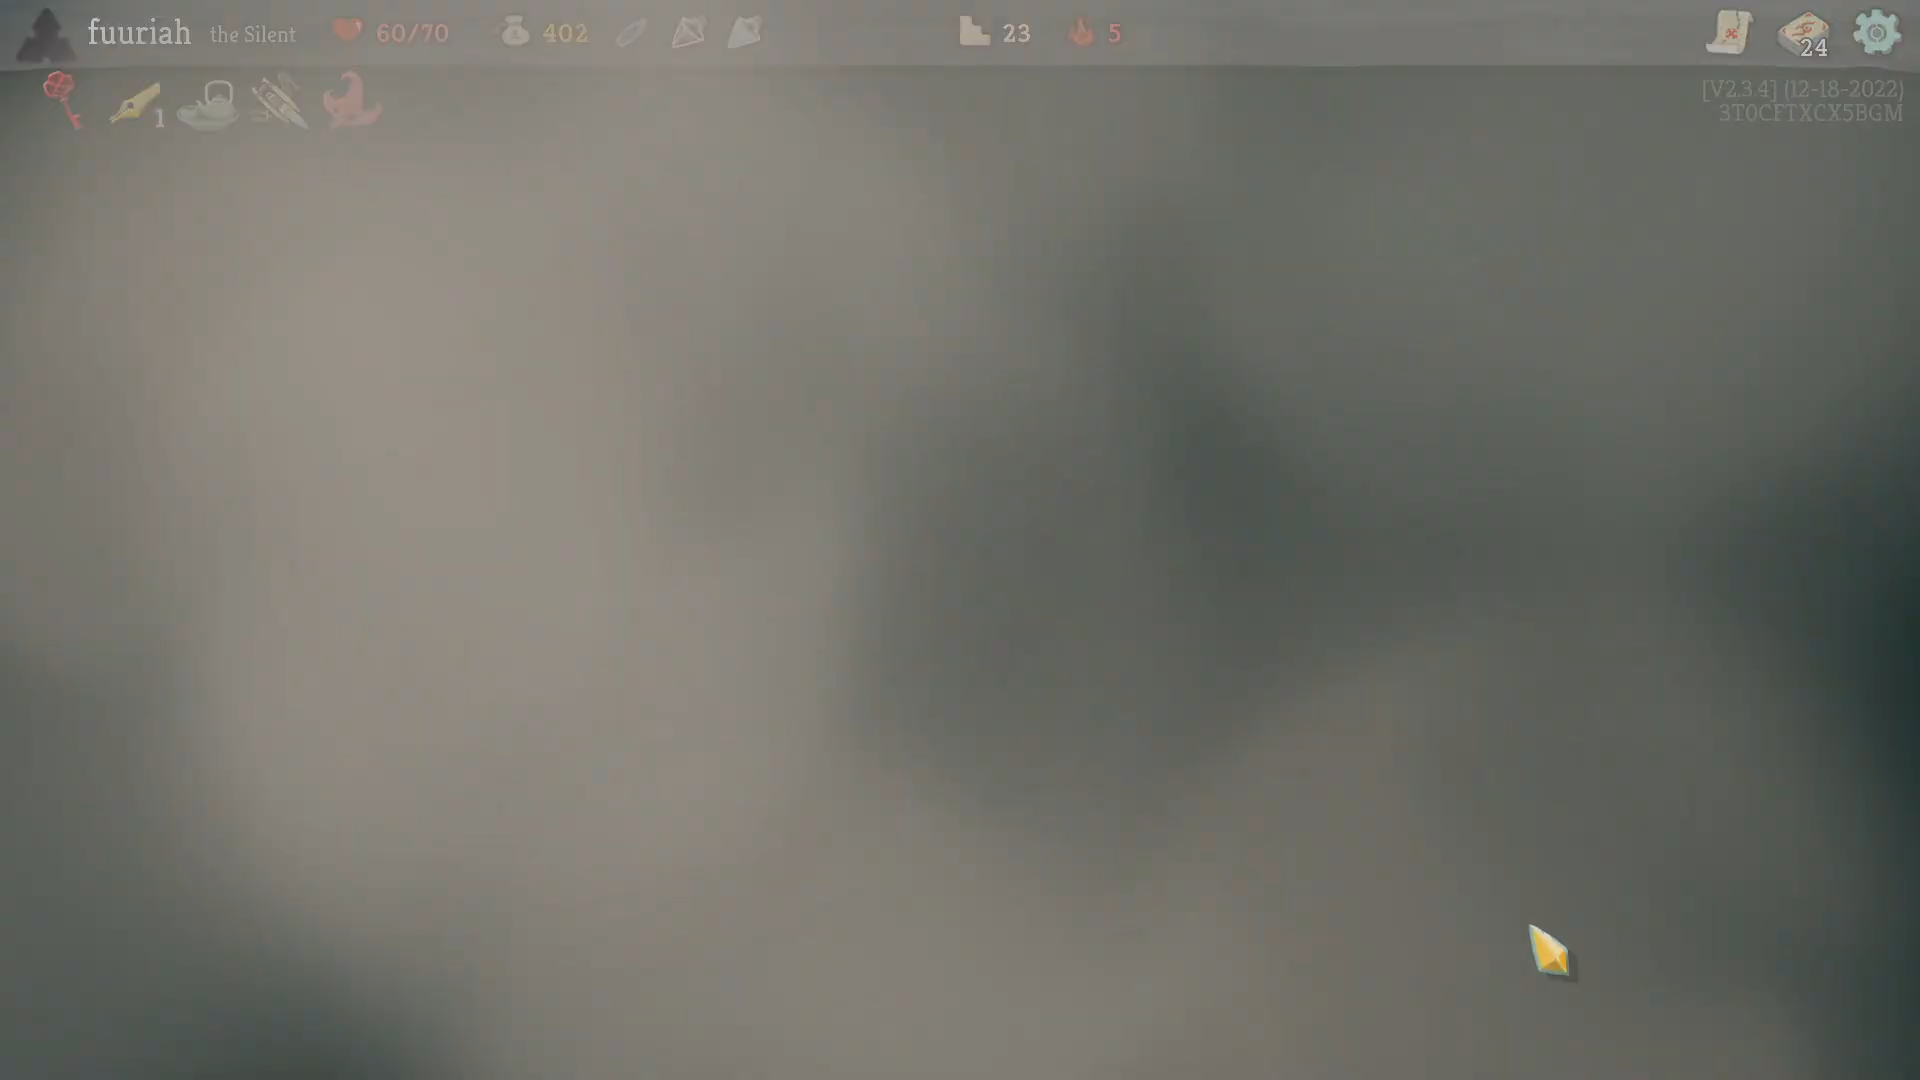 fuuriah the Silent 60/70 402 23 5 24
1
[V2.3.4] (12-18-2022)
3T0CFTXCX5BGM